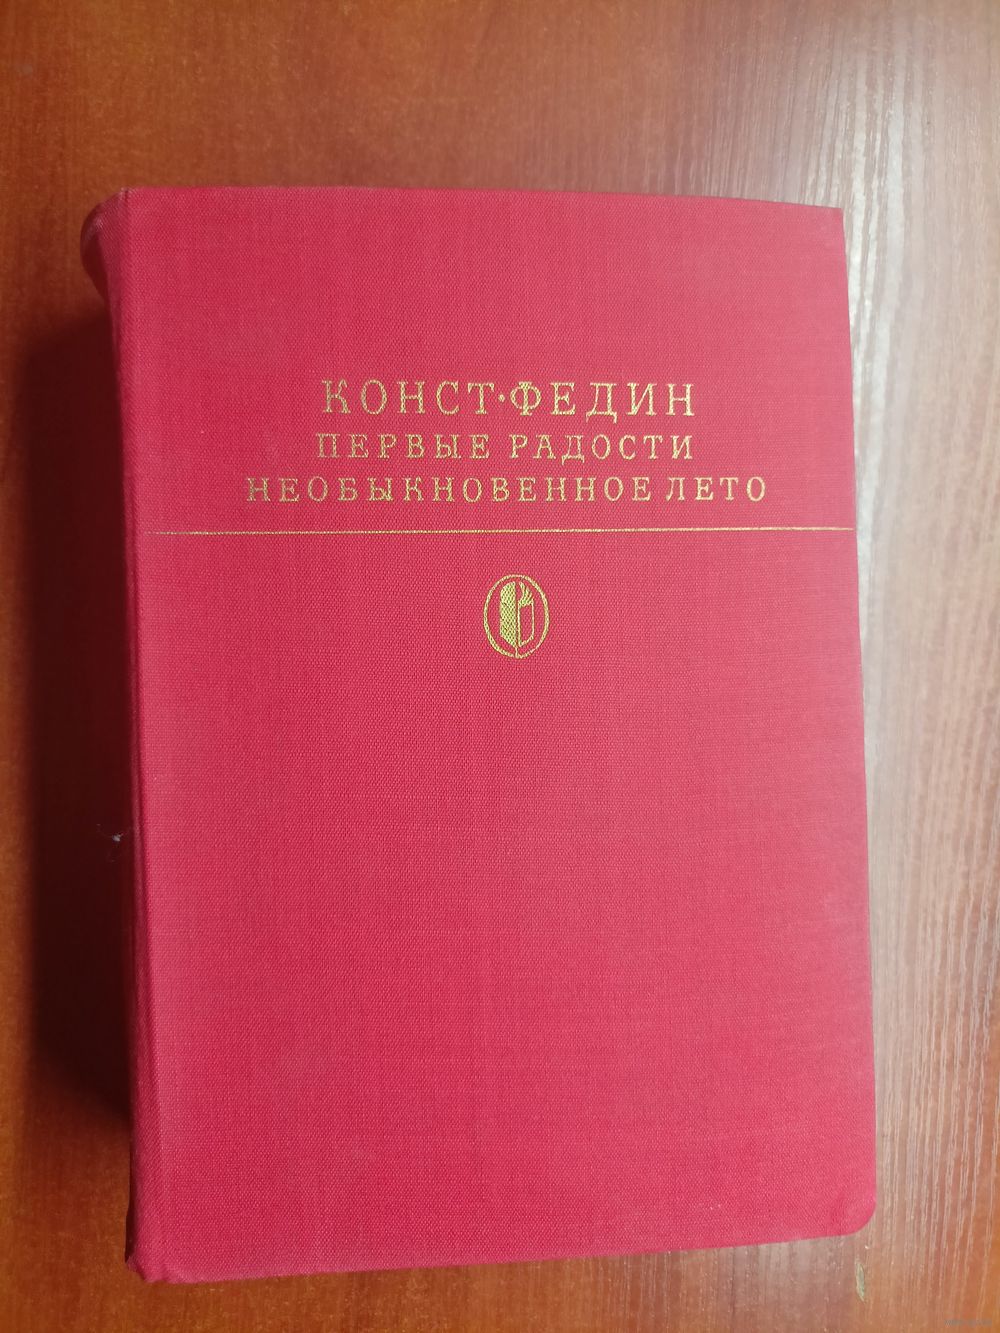 КОНСТ·ФЕДИН
ПЕРВЫЕ РАДОСТИ
НЕОБЫКНОВЕННОЕ ЛЕТО